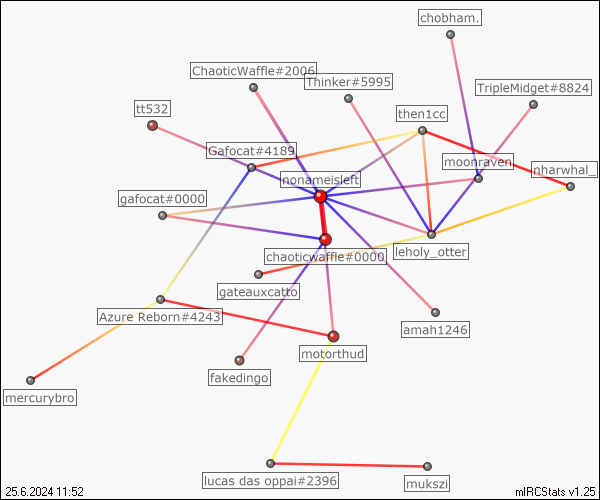 chobham.
ChaoticWaffle#2006
Thinker#5995
TripleMidget#8824
tt532
then1cc
Gafocat#4189
moonraven
nharwhal_
nonameisleft
gafocat#0000
leholy_otter
chaoticwaffle#0000
gateauxcatto
Azure Reborn#4243
amah1246
motorthud
fakedingo
mercurybro
lucas das oppai#2396
mukszi
25.6.2024 11:52
mIRCStats v1.25